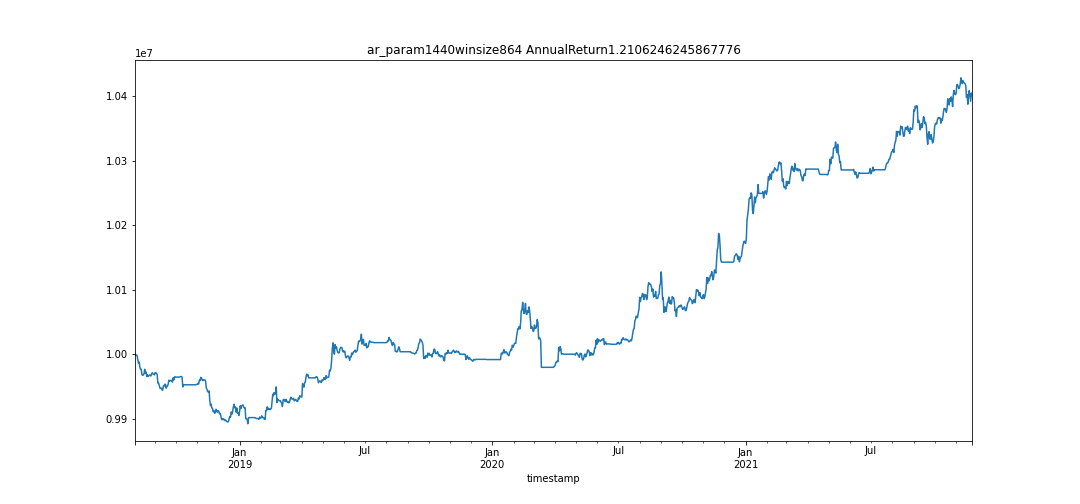 ar_param1440winsize864 AnnualReturn1.2106246245867776
1e7
1.04
1.03
1.02
1.01
1.00
0.99
Jan
2019
Jul
Jan
2020
Jul
Jan
2021
Jul
timestamp